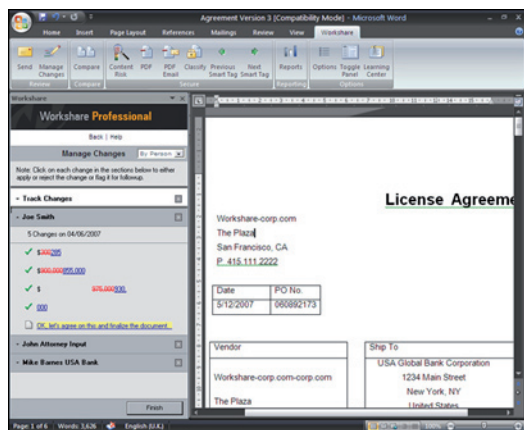 Agreement Version 3 [Compatibility Mode] - Microsoft Word
Home Insert Page Layout References Mailings Review View Workshare
Send Manage Changes Compare Content Risk PDF PDF Email Classify Previous Smart Tag Next Smart Tag Reports Options Toggle Panel Learning Center
Review Compare Secure Reporting Options
Workshare
Workshare Professional
Back | Help
Manage Changes By Person
Note: Click on each change in the sections below to either
apply or reject the change or flag it for followup.
- Track Changes
- Joe Smith
5 Changes on 04/06/2007
000
OK, let's agree on this and finalize the document...
- John Attorney Input
- Mike Barnes USA Bank
Finish
License Agreeme
Workshare-corp.com
The Plaza
San Francisco, CA
P. 415.111.2222
Date PO No.
5/12/2007 060892173
Vendor Ship To
USA Global Bank Corporation
Workshare-corp.com-corp.com 1234 Main Street
New York, NY
The Plaza United States
Page: 1 of 6 Words: 3,626 English (U.K.) 100%